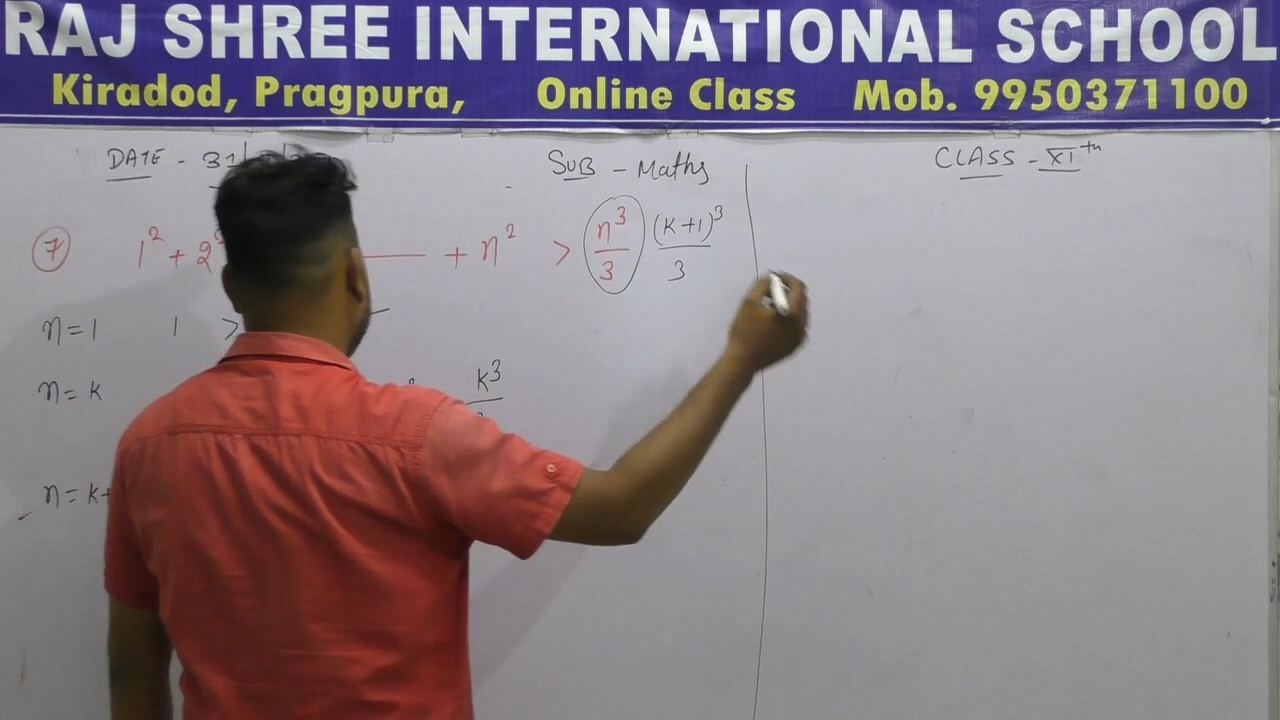 RAJ SHREE INTERNATIONAL SCHOOL
Kiradod, Pragpura, Online Class Mob. 9950371100
DATE - 31 SUB - Maths CLASS - XIth
7 1² + 2² + n² > n³/3 (k+1)³/3
n=1 1 >
n=k k³
n=k+